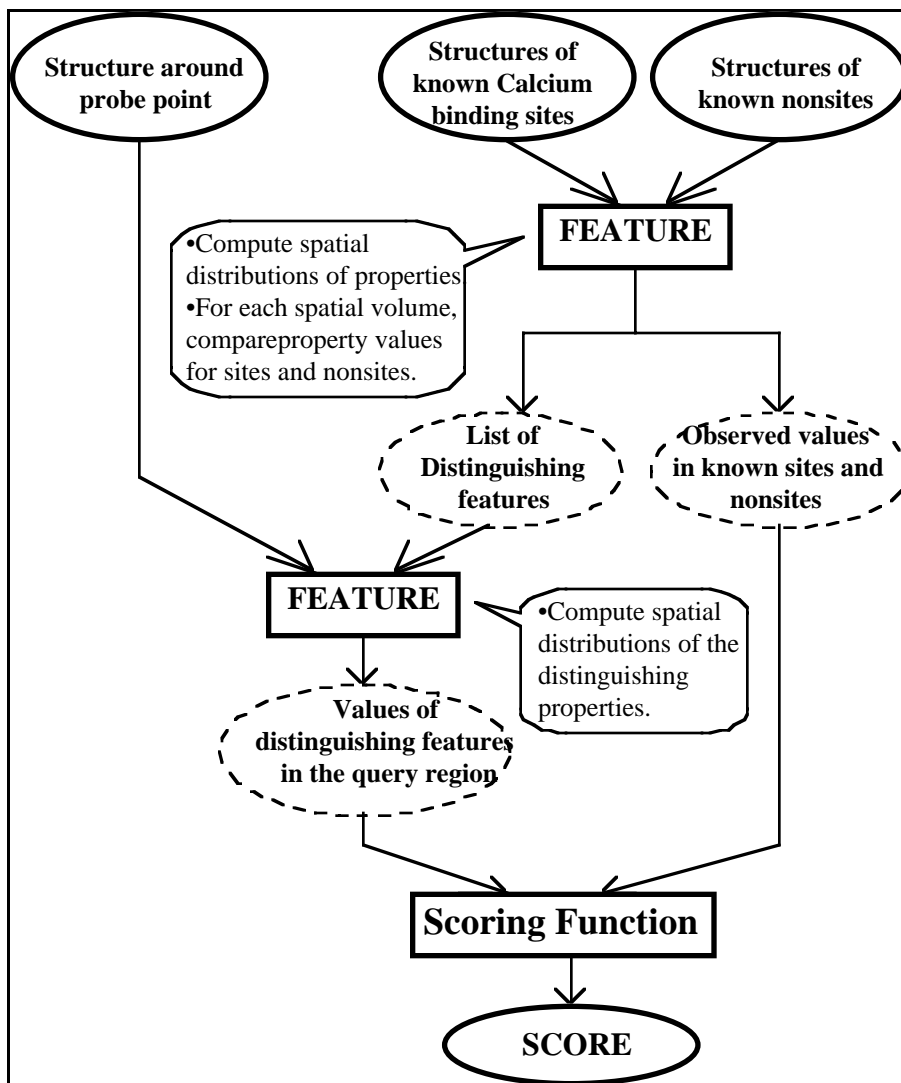 Structure around
probe point
Structures of
known Calcium
binding sites
Structures of
known nonsites
FEATURE
•Compute spatial
distributions of properties.
•For each spatial volume,
compareproperty values
for sites and nonsites.
List of
Distinguishing
features
Observed values
in known sites and
nonsites
FEATURE
•Compute spatial
distributions of the
distinguishing
properties.
Values of
distinguishing features
in the query region
Scoring Function
SCORE